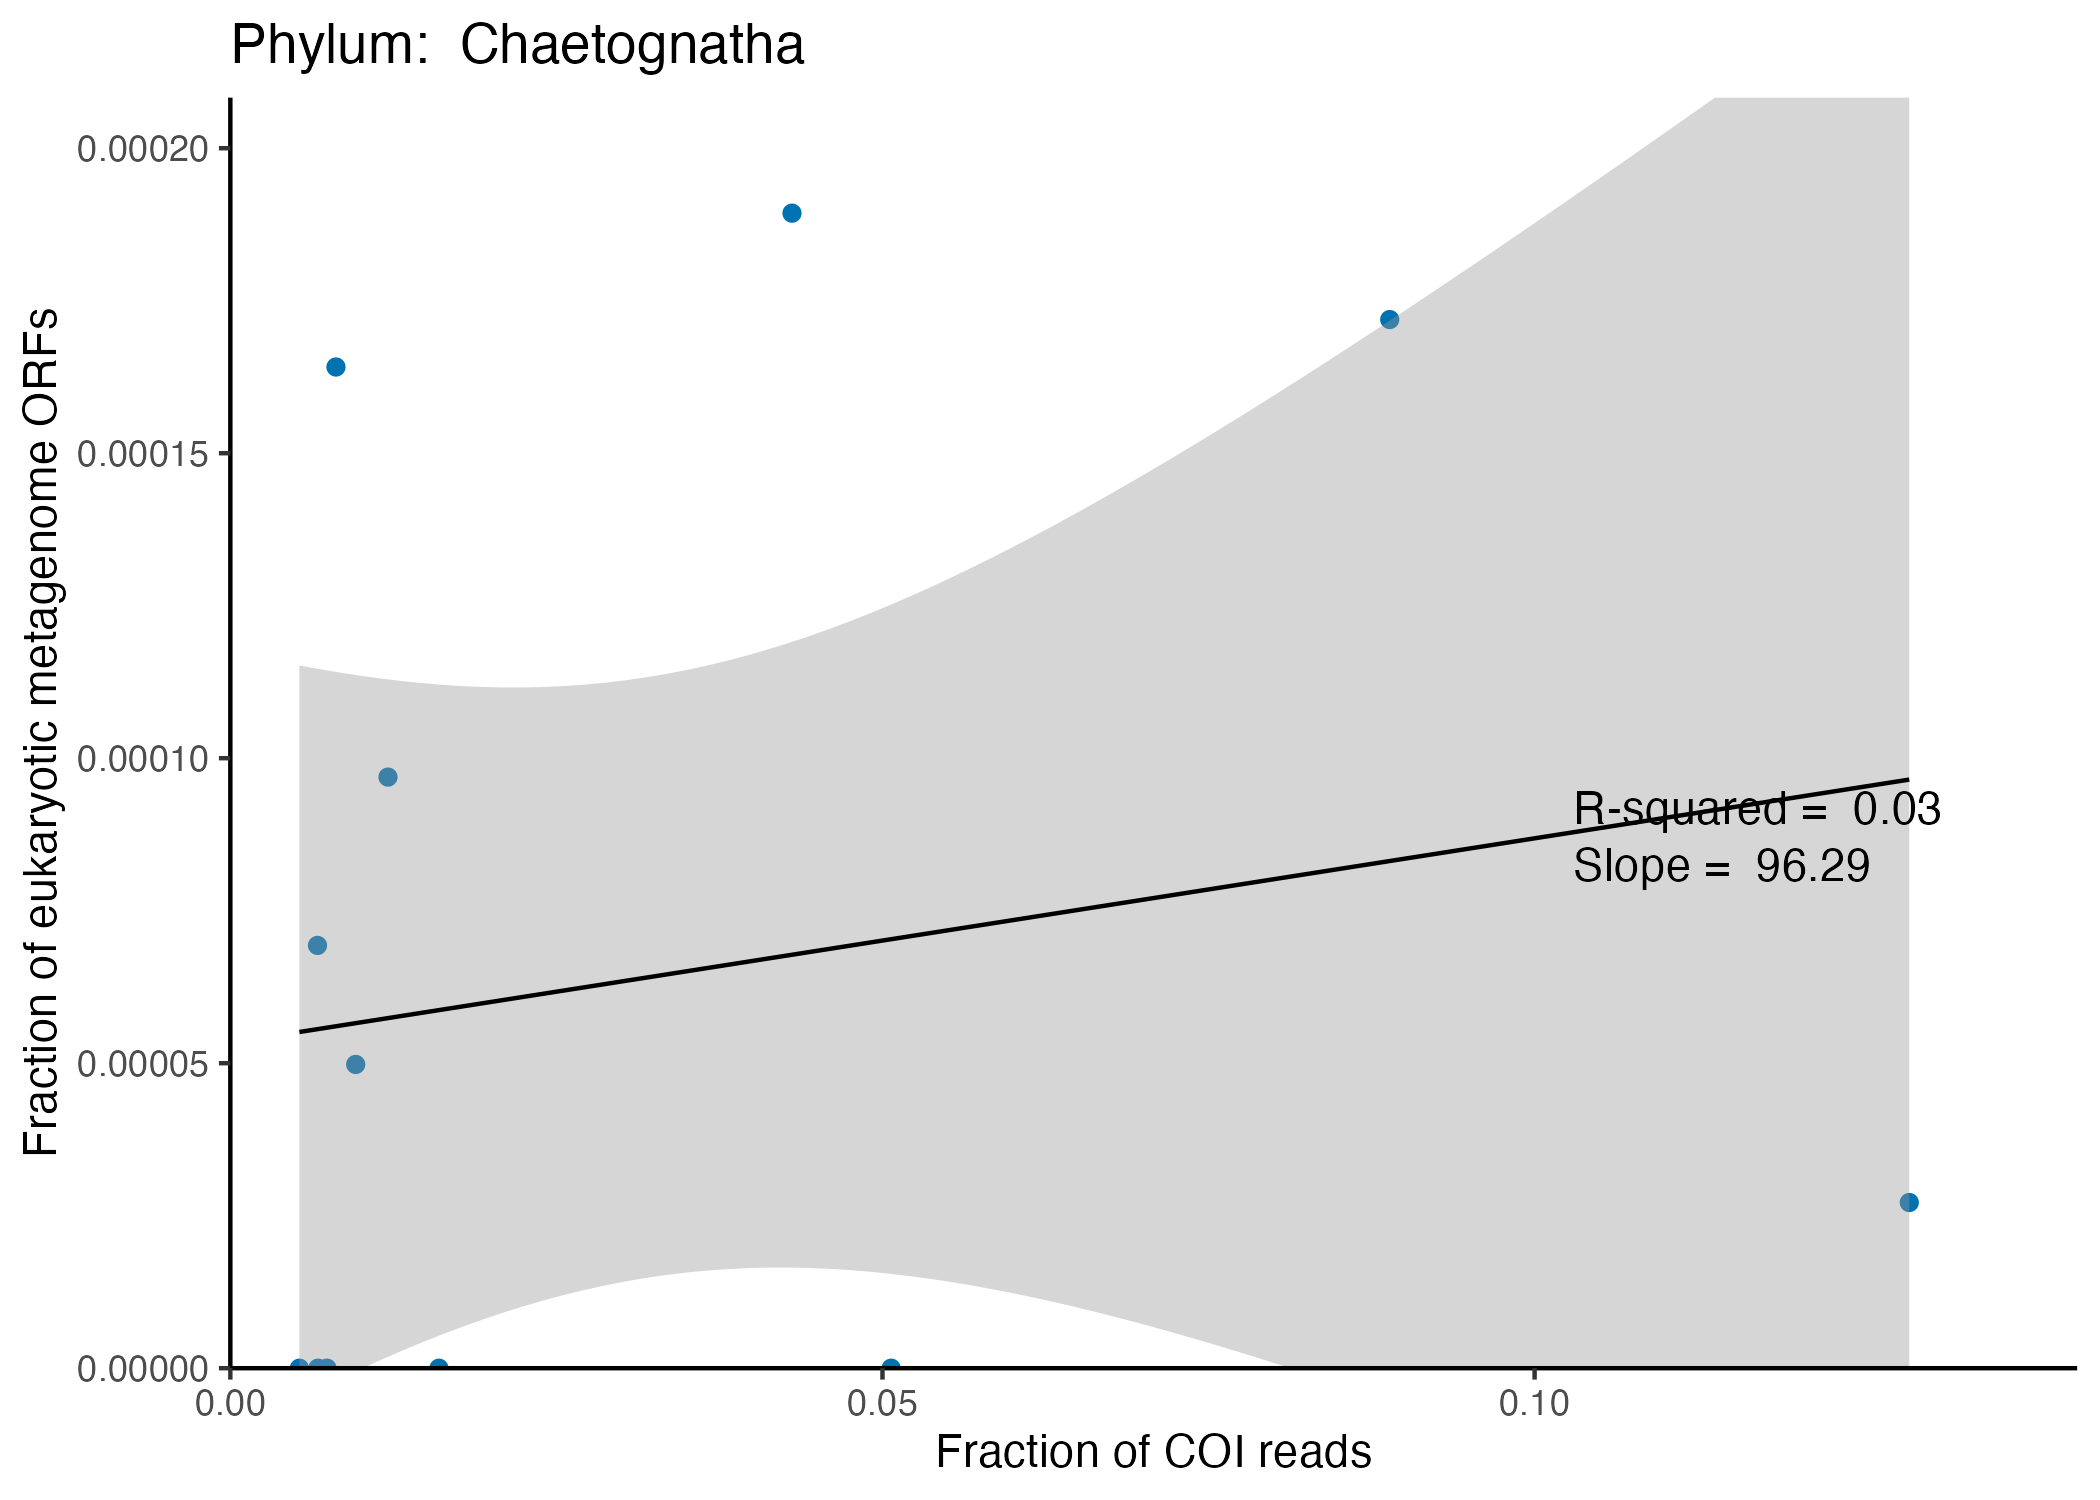 Phylum:  Chaetognatha
0.00020
0.00015
0.00010
0.00005
0.00000
Fraction of eukaryotic metagenome ORFs
R-squared =  0.03
Slope =  96.29
0.00
0.05
0.10
Fraction of COI reads